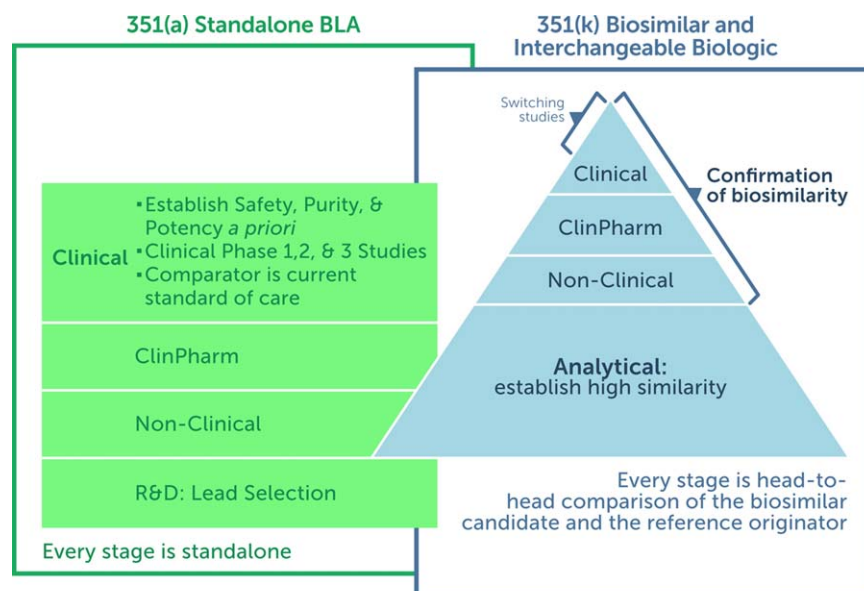 351(a) Standalone BLA
Clinical
▪Establish Safety, Purity, &
Potency a priori
▪Clinical Phase 1,2, & 3 Studies
▪Comparator is current
standard of care
ClinPharm
Non-Clinical
R&D: Lead Selection
Every stage is standalone
351(k) Biosimilar and
Interchangeable Biologic
Switching
studies
Clinical
ClinPharm
Non-Clinical
Analytical:
establish high similarity
Confirmation
of biosimilarity
Every stage is head-to-
head comparison of the biosimilar
candidate and the reference originator